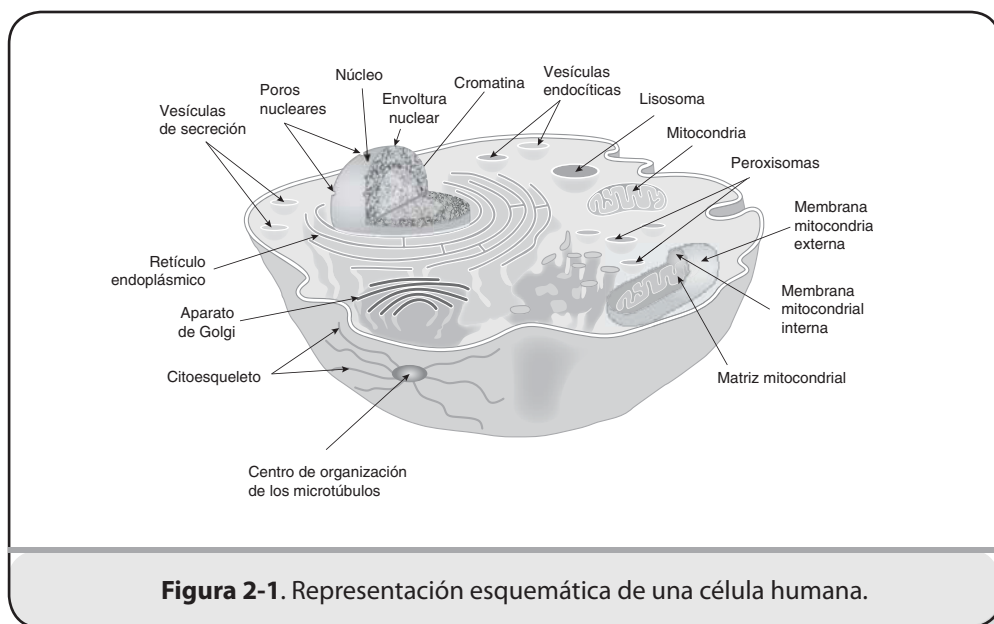 Núcleo
Poros
nucleares
Envoltura
nuclear
Cromatina
Vesículas
endocíticas
Vesículas
de secreción
Lisosoma
Mitocondria
Peroxisomas
Membrana
mitocondria
externa
Retículo
endoplásmico
Membrana
mitocondrial
interna
Aparato
de Golgi
Citoesqueleto
Matriz mitocondrial
Centro de organización
de los microtúbulos
Figura 2-1. Representación esquemática de una célula humana.